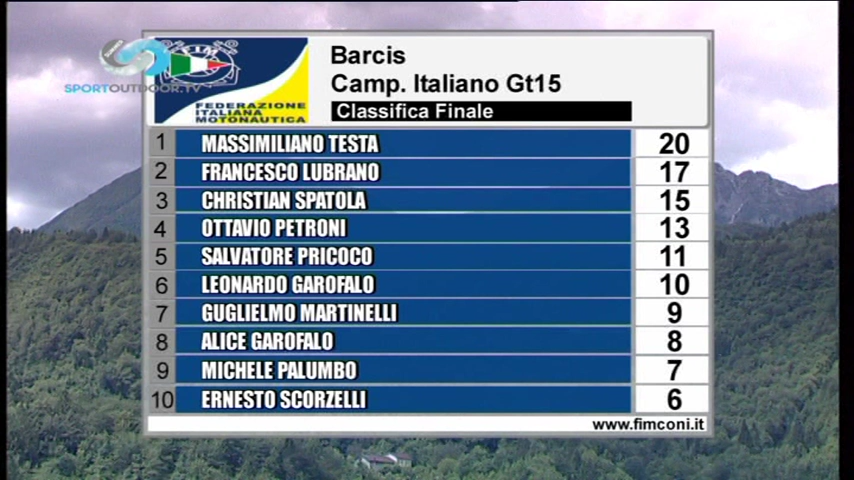 SUMMER
SPORTOUTDOOR.TV
FIM
FEDERAZIONE
ITALIANA
MOTONAUTICA
Barcis
Camp. Italiano Gt15
Classifica Finale
1 MASSIMILIANO TESTA 20
2 FRANCESCO LUBRANO 17
3 CHRISTIAN SPATOLA 15
4 OTTAVIO PETRONI 13
5 SALVATORE PRICOCO 11
6 LEONARDO GAROFALO 10
7 GUGLIELMO MARTINELLI 9
8 ALICE GAROFALO 8
9 MICHELE PALUMBO 7
10 ERNESTO SCORZELLI 6
www.fimconi.it